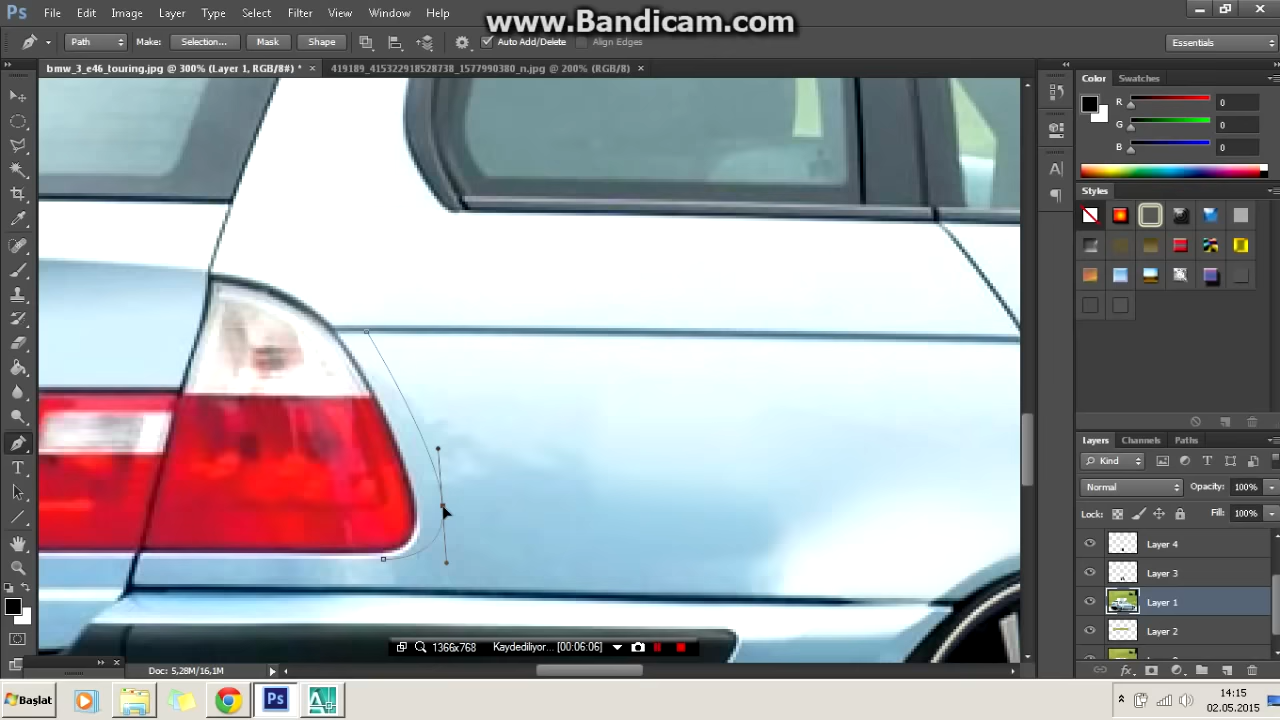 Ps File Edit Image Layer Type Select Filter View Window Help
www.Bandicam.com
Path Make: Selection... Mask Shape Auto Add/Delete Align Edges Essentials
bmw_3_e46_touring.jpg @ 300% (Layer 1, RGB/8#) * × 419189_415322918528738_1577990380_n.jpg @ 200% (RGB/8) ×
Color Swatches
R 0
G 0
B 0
Styles
Layers Channels Paths
Kind
Normal Opacity: 100%
Lock: Fill: 100%
Layer 4
Layer 3
Layer 1
Layer 2
1366x768 Kaydediliyor... [00:06:06]
Doc: 5,28M/16,1M
Başlat
Ps
14:15
02.05.2015